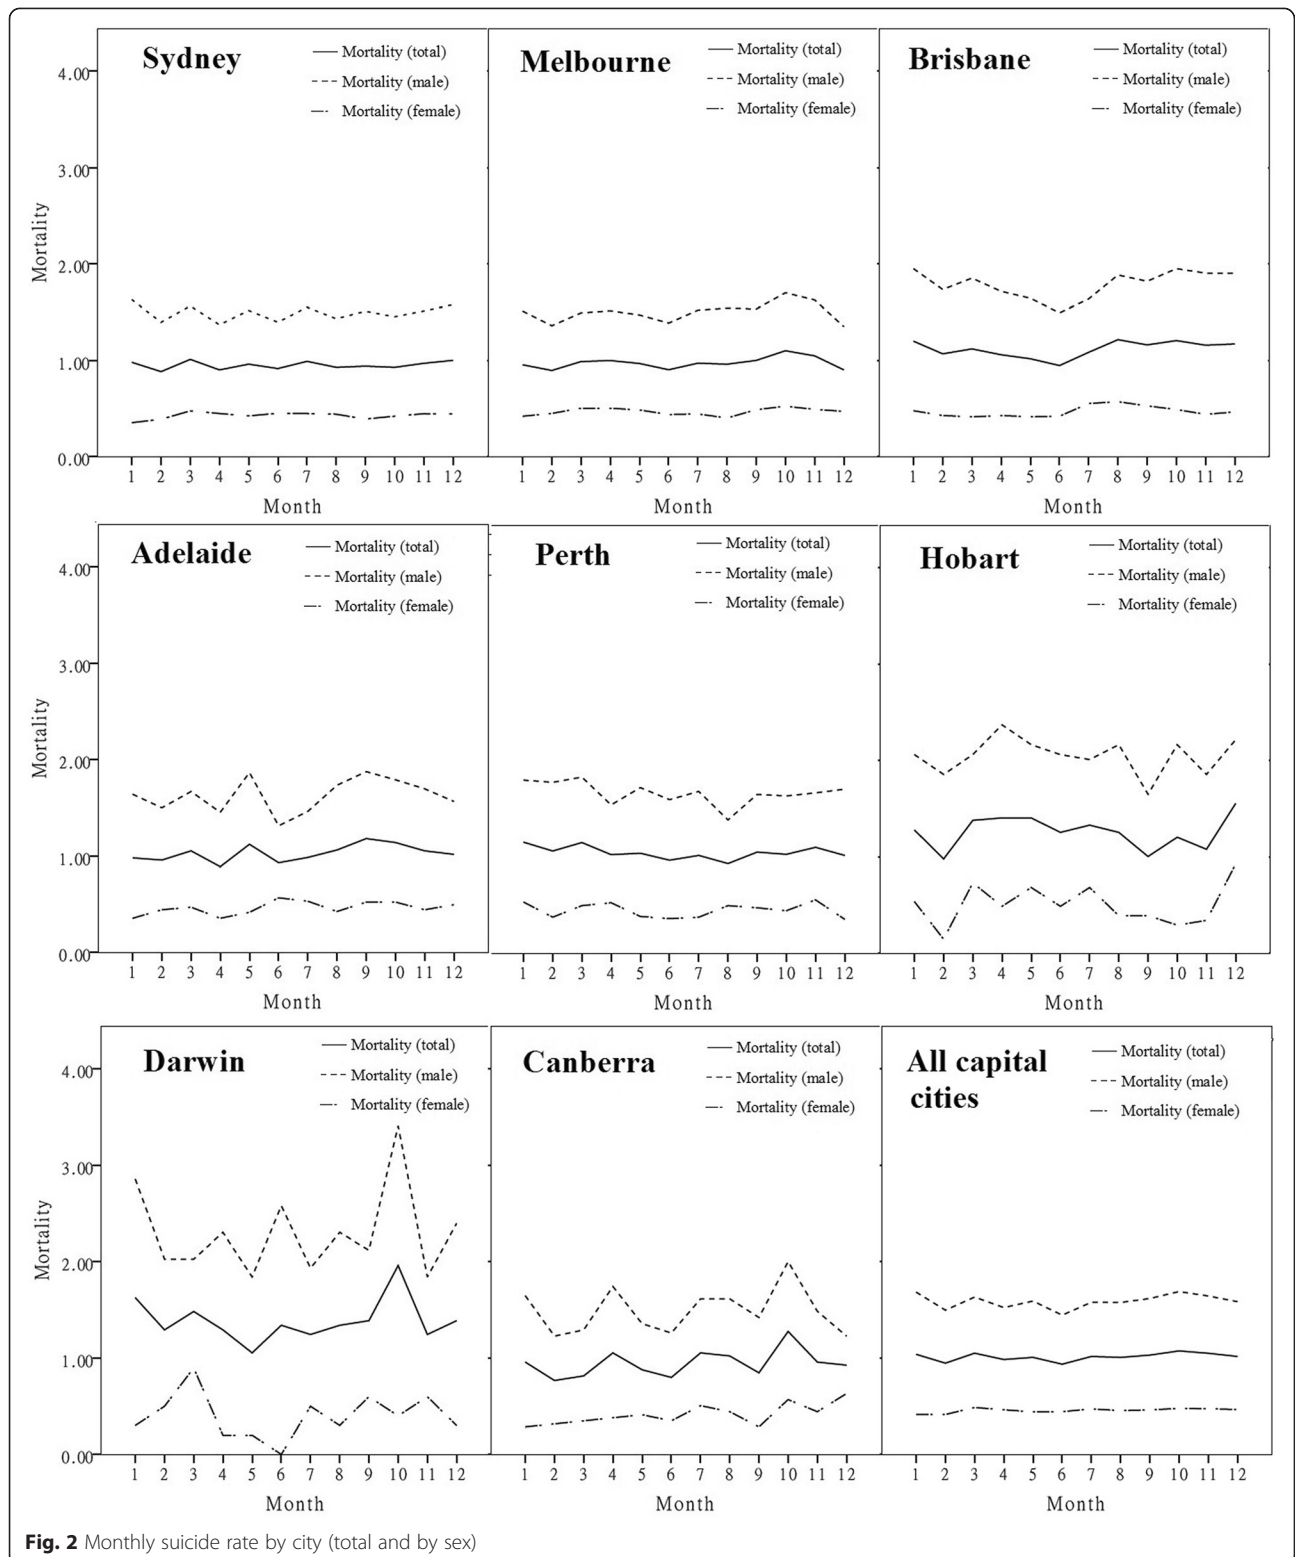 Sydney
Mortality (total)
Mortality (male)
Mortality (female)
Melbourne
Mortality (total)
Mortality (male)
Mortality (female)
Brisbane
Mortality (total)
Mortality (male)
Mortality (female)
4.00
3.00
2.00
1.00
0.00
Mortality
1 2 3 4 5 6 7 8 9 10 11 12
1 2 3 4 5 6 7 8 9 10 11 12
1 2 3 4 5 6 7 8 9 10 11 12
Month
Month
Month
Adelaide
Mortality (total)
Mortality (male)
Mortality (female)
Perth
Mortality (total)
Mortality (male)
Mortality (female)
Hobart
Mortality (total)
Mortality (male)
Mortality (female)
4.00
3.00
2.00
1.00
0.00
Mortality
1 2 3 4 5 6 7 8 9 10 11 12
1 2 3 4 5 6 7 8 9 10 11 12
1 2 3 4 5 6 7 8 9 10 11 12
Month
Month
Month
Darwin
Mortality (total)
Mortality (male)
Mortality (female)
Canberra
Mortality (total)
Mortality (male)
Mortality (female)
All capital
cities
Mortality (total)
Mortality (male)
Mortality (female)
4.00
3.00
2.00
1.00
0.00
Mortality
1 2 3 4 5 6 7 8 9 10 11 12
1 2 3 4 5 6 7 8 9 10 11 12
1 2 3 4 5 6 7 8 9 10 11 12
Month
Month
Month
Fig. 2 Monthly suicide rate by city (total and by sex)